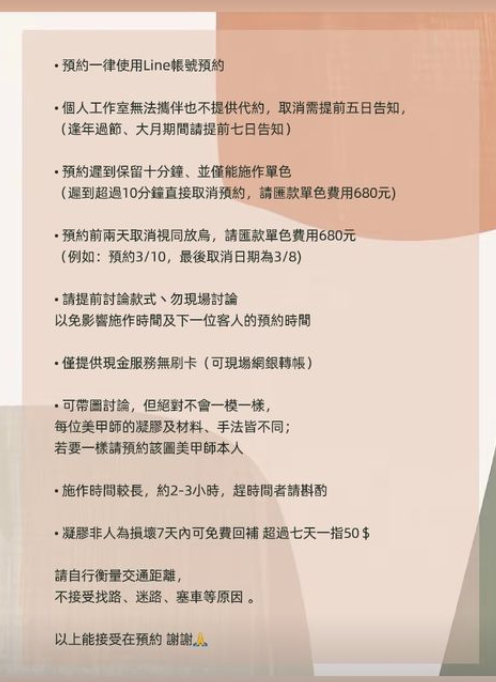 • 預約一律使用Line帳號預約
• 個人工作室無法攜伴也不提供代約，取消需提前五日告知，
（逢年過節、大月期間請提前七日告知）
• 預約遲到保留十分鐘、並僅能施作單色
（遲到超過10分鐘直接取消預約，請匯款單色費用680元)
• 預約前兩天取消視同放鳥，請匯款單色費用680元
（例如：預約3/10，最後取消日期為3/8)
• 請提前討論款式、勿現場討論
以免影響施作時間及下一位客人的預約時間
• 僅提供現金服務無刷卡（可現場網銀轉帳）
• 可帶圖討論，但絕對不會一模一樣，
每位美甲師的凝膠及材料、手法皆不同；
若要一樣請預約該圖美甲師本人
• 施作時間較長，約2-3小時，趕時間者請斟酌
• 凝膠非人為損壞7天內可免費回補 超過七天一指50$
請自行衡量交通距離，
不接受找路、迷路、塞車等原因 。
以上能接受在預約 謝謝🙏